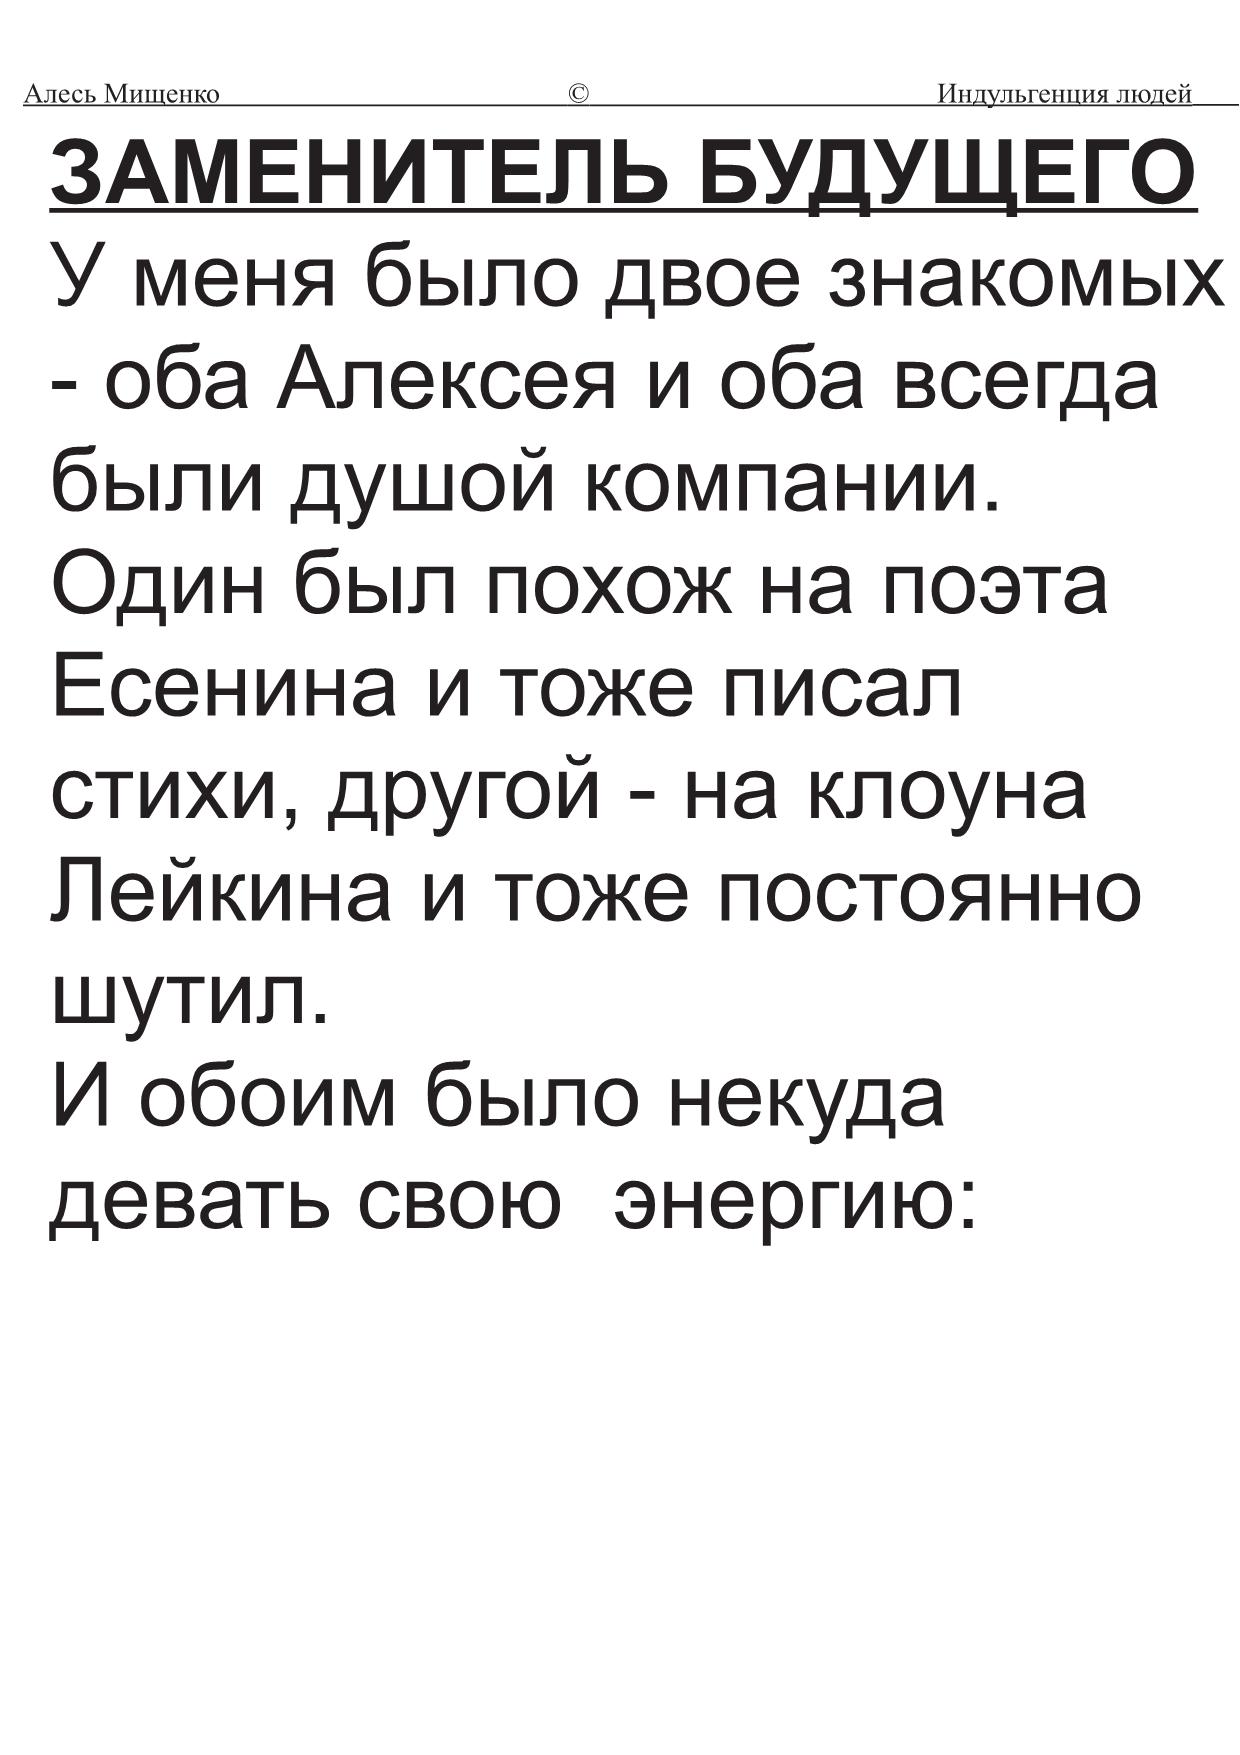 Алесь Мищенко © Индульгенция людей
ЗАМЕНИТЕЛЬ БУДУЩЕГО
У меня было двое знакомых
- оба Алексея и оба всегда
были душой компании.
Один был похож на поэта
Есенина и тоже писал
стихи, другой - на клоуна
Лейкина и тоже постоянно
шутил.
И обоим было некуда
девать свою  энергию: